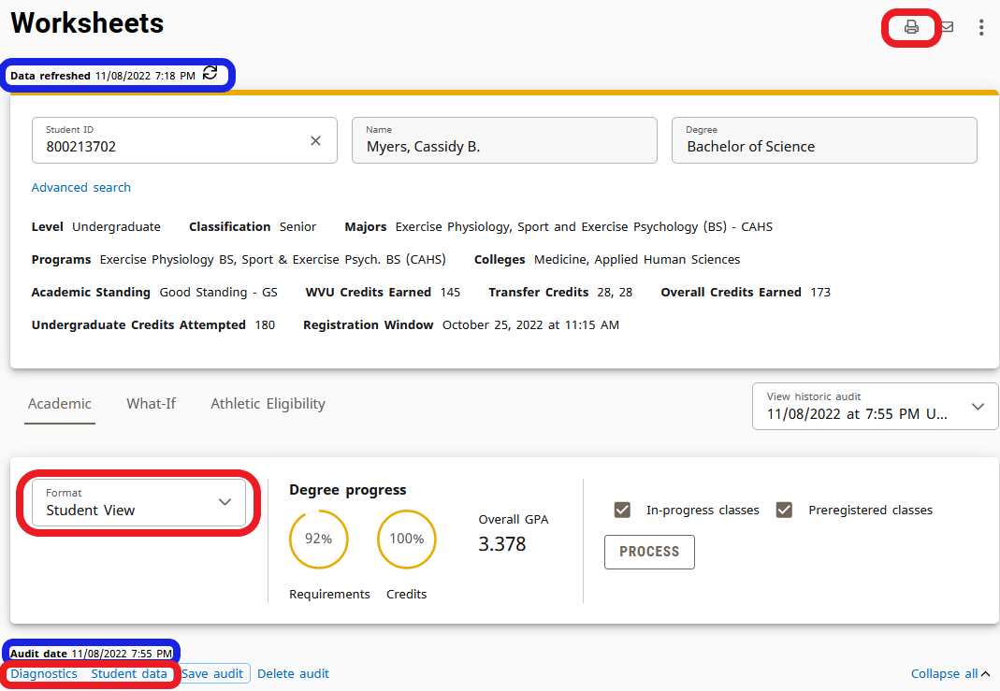 Worksheets
Data refreshed 11/08/2022 7:18 PM
Student ID
800213702
Name
Myers, Cassidy B.
Degree
Bachelor of Science
Advanced search
Level Undergraduate Classification Senior Majors Exercise Physiology, Sport and Exercise Psychology (BS) - CAHS
Programs Exercise Physiology BS, Sport & Exercise Psych. BS (CAHS) Colleges Medicine, Applied Human Sciences
Academic Standing Good Standing - GS WVU Credits Earned 145 Transfer Credits 28, 28 Overall Credits Earned 173
Undergraduate Credits Attempted 180 Registration Window October 25, 2022 at 11:15 AM
Academic What-If Athletic Eligibility
View historic audit
11/08/2022 at 7:55 PM U...
Format
Student View
Degree progress
92%
Requirements
100%
Credits
Overall GPA
3.378
In-progress classes Preregistered classes
PROCESS
Audit date 11/08/2022 7:55 PM
Diagnostics Student data Save audit Delete audit Collapse all